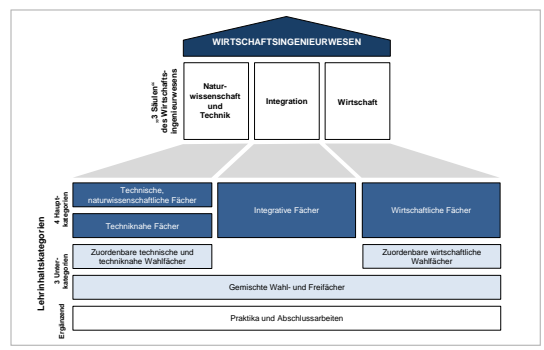 WIRTSCHAFTSINGENIEURWESEN
„3 Säulen“
des Wirtschafts-
ingenieurwesens
Natur-
wissenschaft
und
Technik
Integration
Wirtschaft
Lehrinhaltskategorien
4 Haupt-
kategorien
Technische,
naturwissenschaftliche Fächer
Techniknahe Fächer
Integrative Fächer
Wirtschaftliche Fächer
3 Unter-
kategorien
Zuordenbare technische und
techniknahe Wahlfächer
Zuordenbare wirtschaftliche
Wahlfächer
Gemischte Wahl- und Freifächer
Ergänzend
Praktika und Abschlussarbeiten